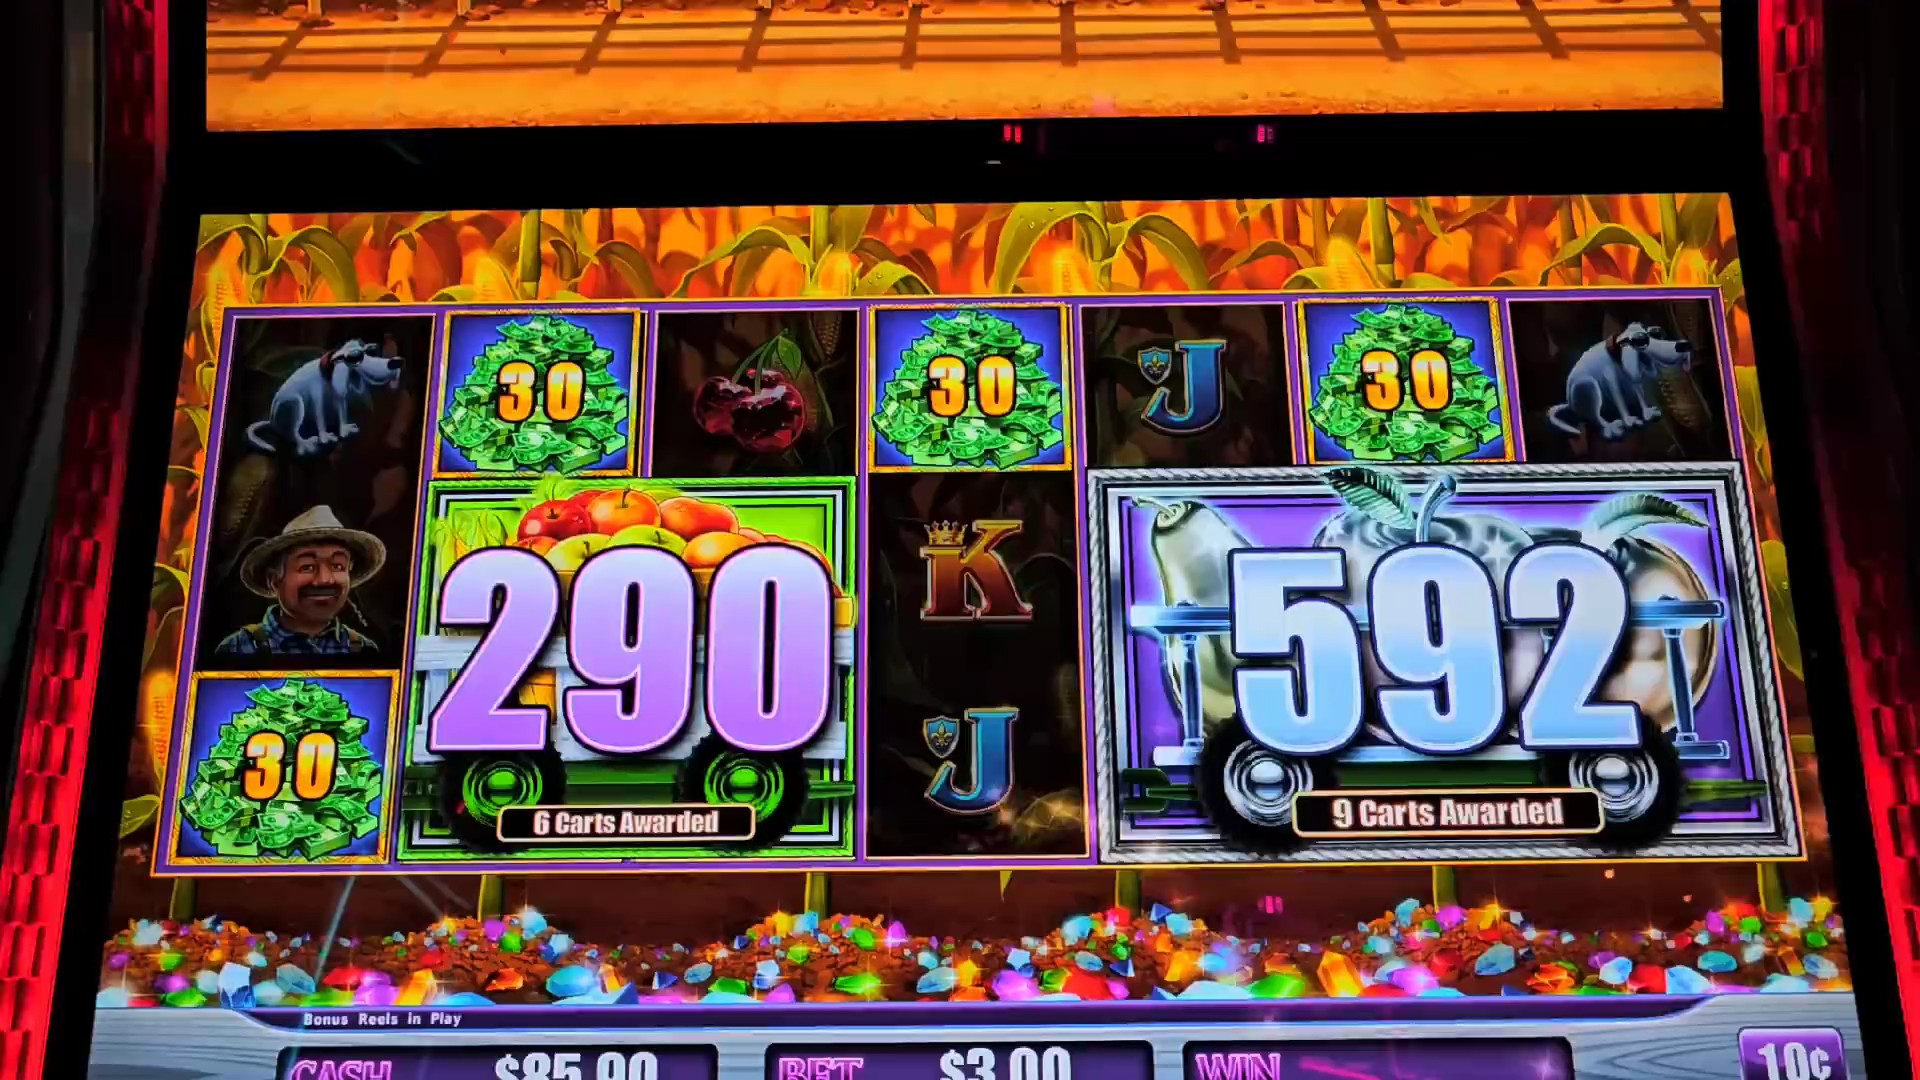 30
30
J
30
290
K
592
30
J
6 Carts Awarded
9 Carts Awarded
Bonus Reels in Play
CASH $85.90
BET $3.00
WIN
10¢